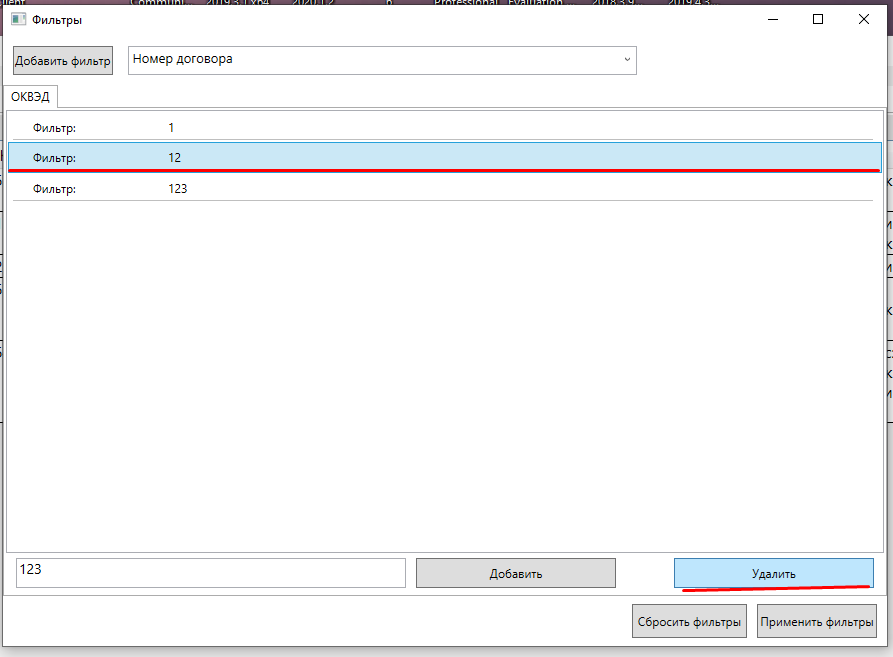 Фильтры
Добавить фильтр
Номер договора
ОКВЭД
Фильтр: 1
Фильтр: 12
Фильтр: 123
123
Добавить
Удалить
Сбросить фильтры
Применить фильтры